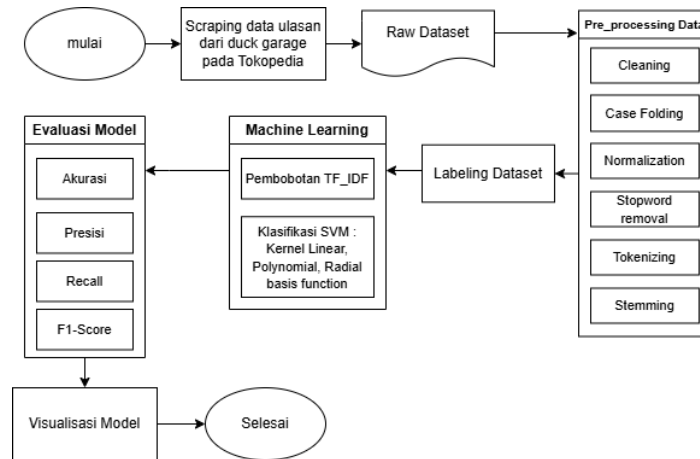 mulai
Scraping data ulasan
dari duck garage
pada Tokopedia
Raw Dataset
Pre_processing Data
Cleaning
Case Folding
Normalization
Stopword
removal
Tokenizing
Stemming
Labeling Dataset
Machine Learning
Pembobotan TF_IDF
Klasifikasi SVM :
Kernel Linear,
Polynomial, Radial
basis function
Evaluasi Model
Akurasi
Presisi
Recall
F1-Score
Visualisasi Model
Selesai